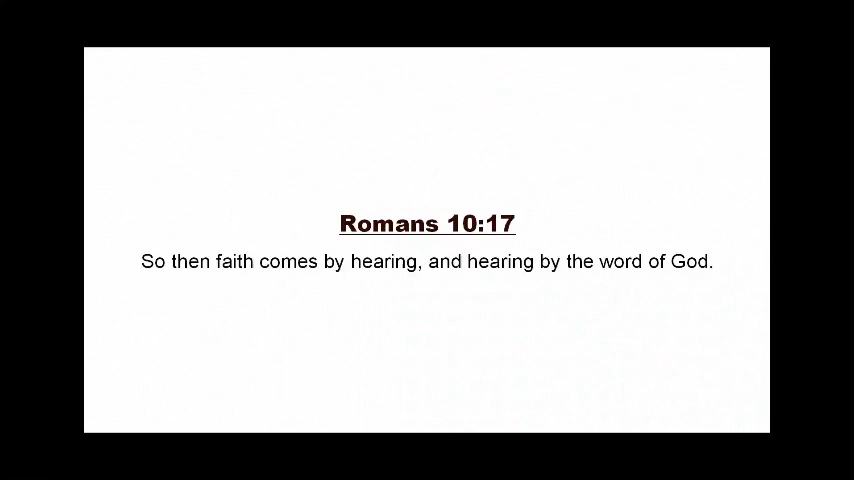 Romans 10:17
So then faith comes by hearing, and hearing by the word of God.